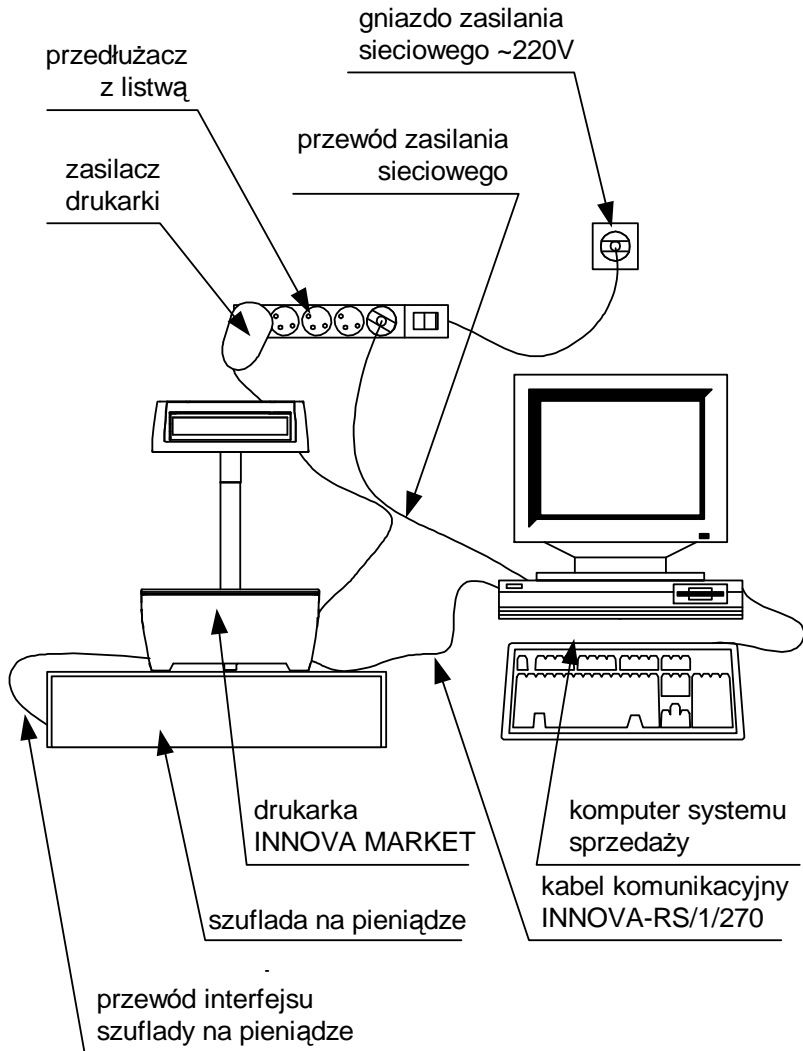 gniazdo zasilania
sieciowego ~220V
przedłużacz
z listwą
przewód zasilania
sieciowego
zasilacz
drukarki
drukarka
INNOVA MARKET
komputer systemu
sprzedaży
kabel komunikacyjny
INNOVA-RS/1/270
szuflada na pieniądze
przewód interfejsu
szuflady na pieniądze